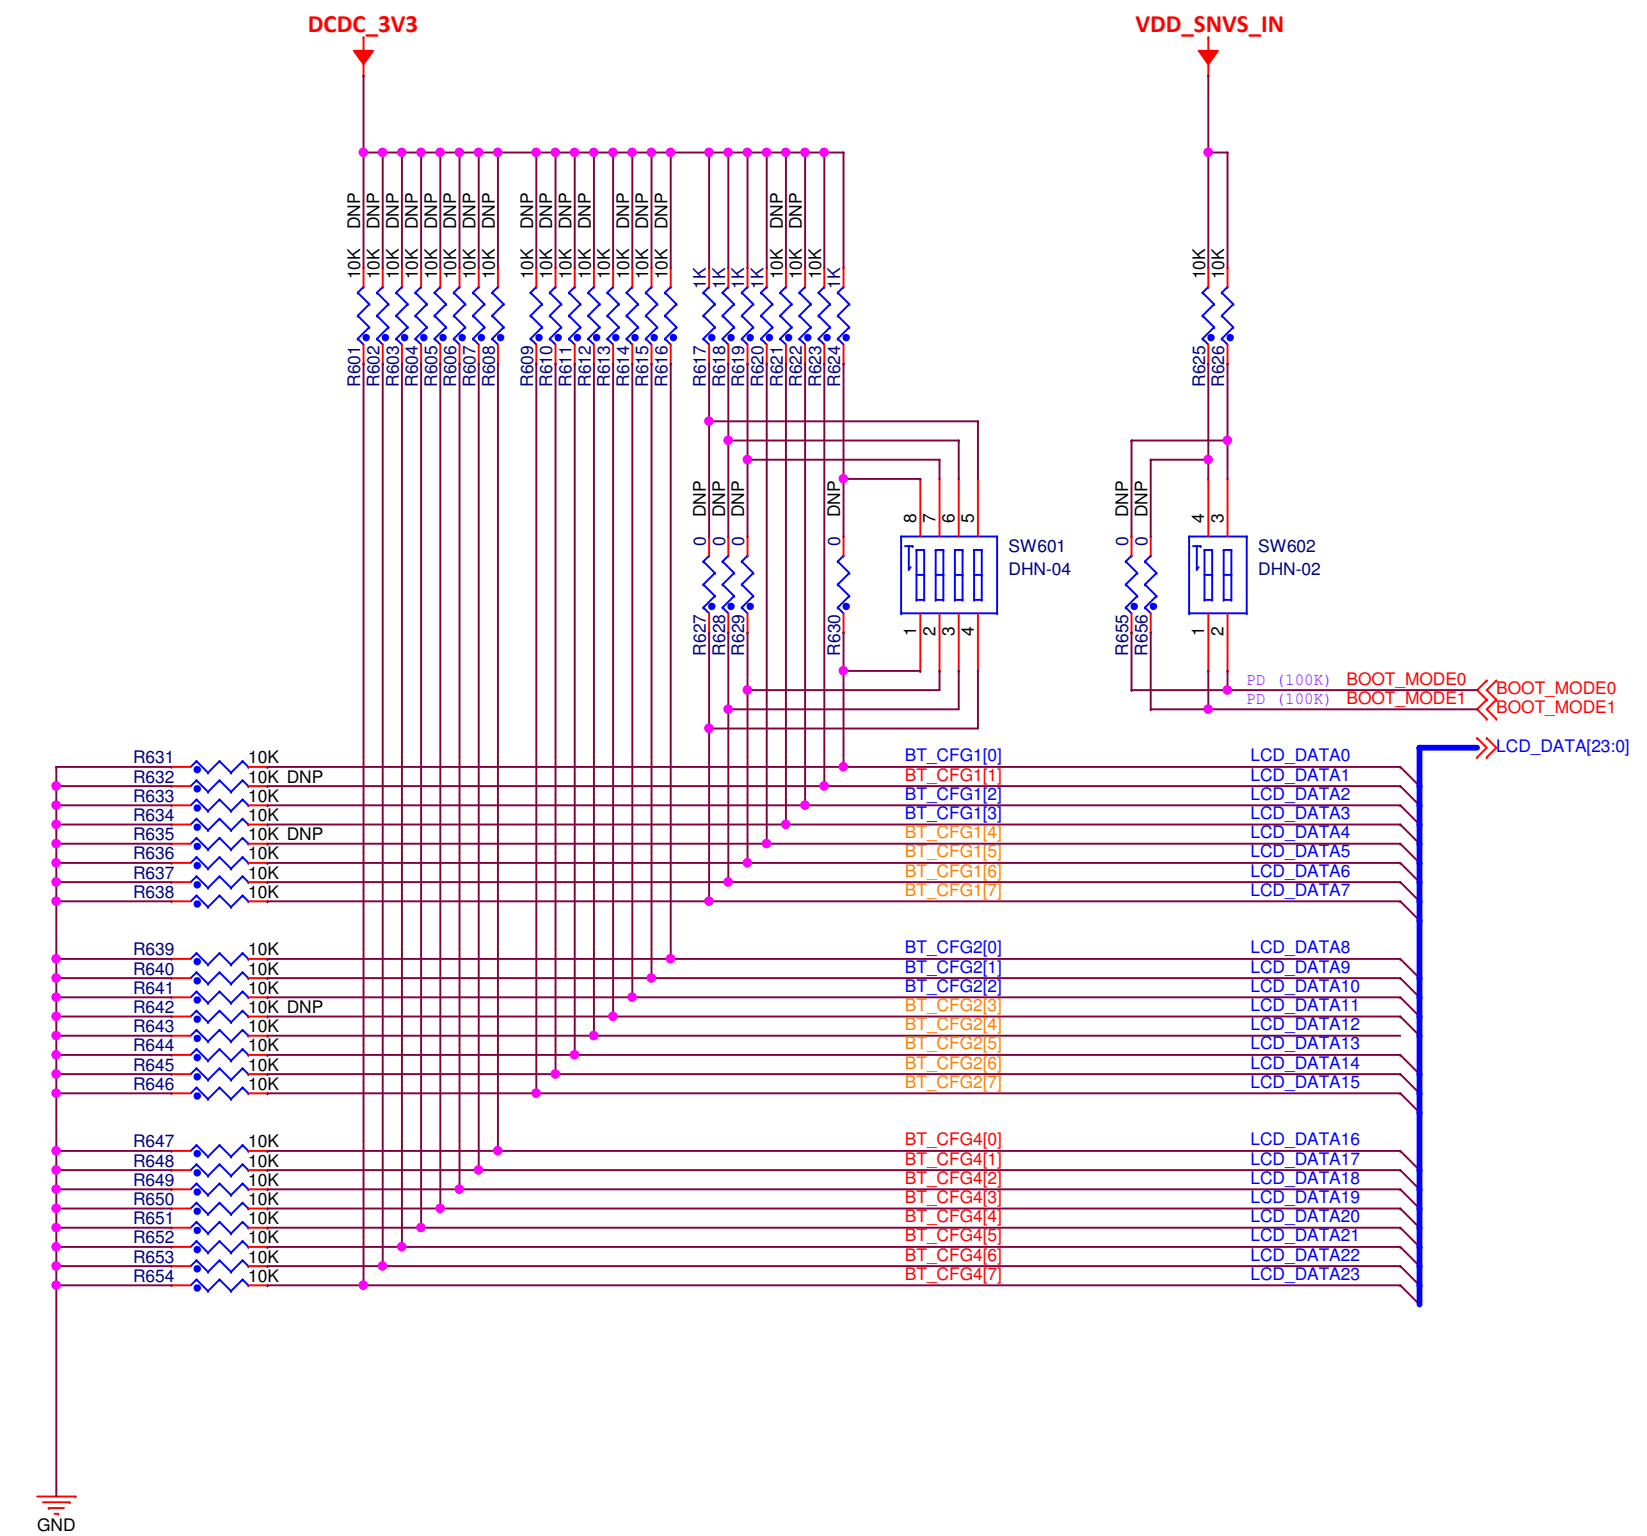 DCDC_3V3
VDD_SNVS_IN
R601 10K DNP
R602 10K DNP
R603 10K DNP
R604 10K DNP
R605 10K DNP
R606 10K DNP
R607 10K DNP
R608 10K DNP
R609 10K DNP
R610 10K DNP
R611 10K DNP
R612 10K DNP
R613 10K
R614 10K DNP
R615 10K DNP
R616 10K DNP
R617 1K
R618 1K
R619 1K
R620 1K
R621 10K DNP
R622 10K DNP
R623 10K
R624 1K
R625 10K
R626 10K
R627 0 DNP
R628 0 DNP
R629 0 DNP
R630 0 DNP
8 7 6 5
SW601
DHN-04
1 2 3 4
R655 0 DNP
R656 0 DNP
4 3
SW602
DHN-02
1 2
PD (100K) BOOT_MODE0 BOOT_MODE0
PD (100K) BOOT_MODE1 BOOT_MODE1
LCD_DATA[23:0]
R631 10K BT_CFG1[0] LCD_DATA0
R632 10K DNP BT_CFG1[1] LCD_DATA1
R633 10K BT_CFG1[2] LCD_DATA2
R634 10K BT_CFG1[3] LCD_DATA3
R635 10K DNP BT_CFG1[4] LCD_DATA4
R636 10K BT_CFG1[5] LCD_DATA5
R637 10K BT_CFG1[6] LCD_DATA6
R638 10K BT_CFG1[7] LCD_DATA7
R639 10K BT_CFG2[0] LCD_DATA8
R640 10K BT_CFG2[1] LCD_DATA9
R641 10K BT_CFG2[2] LCD_DATA10
R642 10K DNP BT_CFG2[3] LCD_DATA11
R643 10K BT_CFG2[4] LCD_DATA12
R644 10K BT_CFG2[5] LCD_DATA13
R645 10K BT_CFG2[6] LCD_DATA14
R646 10K BT_CFG2[7] LCD_DATA15
R647 10K BT_CFG4[0] LCD_DATA16
R648 10K BT_CFG4[1] LCD_DATA17
R649 10K BT_CFG4[2] LCD_DATA18
R650 10K BT_CFG4[3] LCD_DATA19
R651 10K BT_CFG4[4] LCD_DATA20
R652 10K BT_CFG4[5] LCD_DATA21
R653 10K BT_CFG4[6] LCD_DATA22
R654 10K BT_CFG4[7] LCD_DATA23
GND